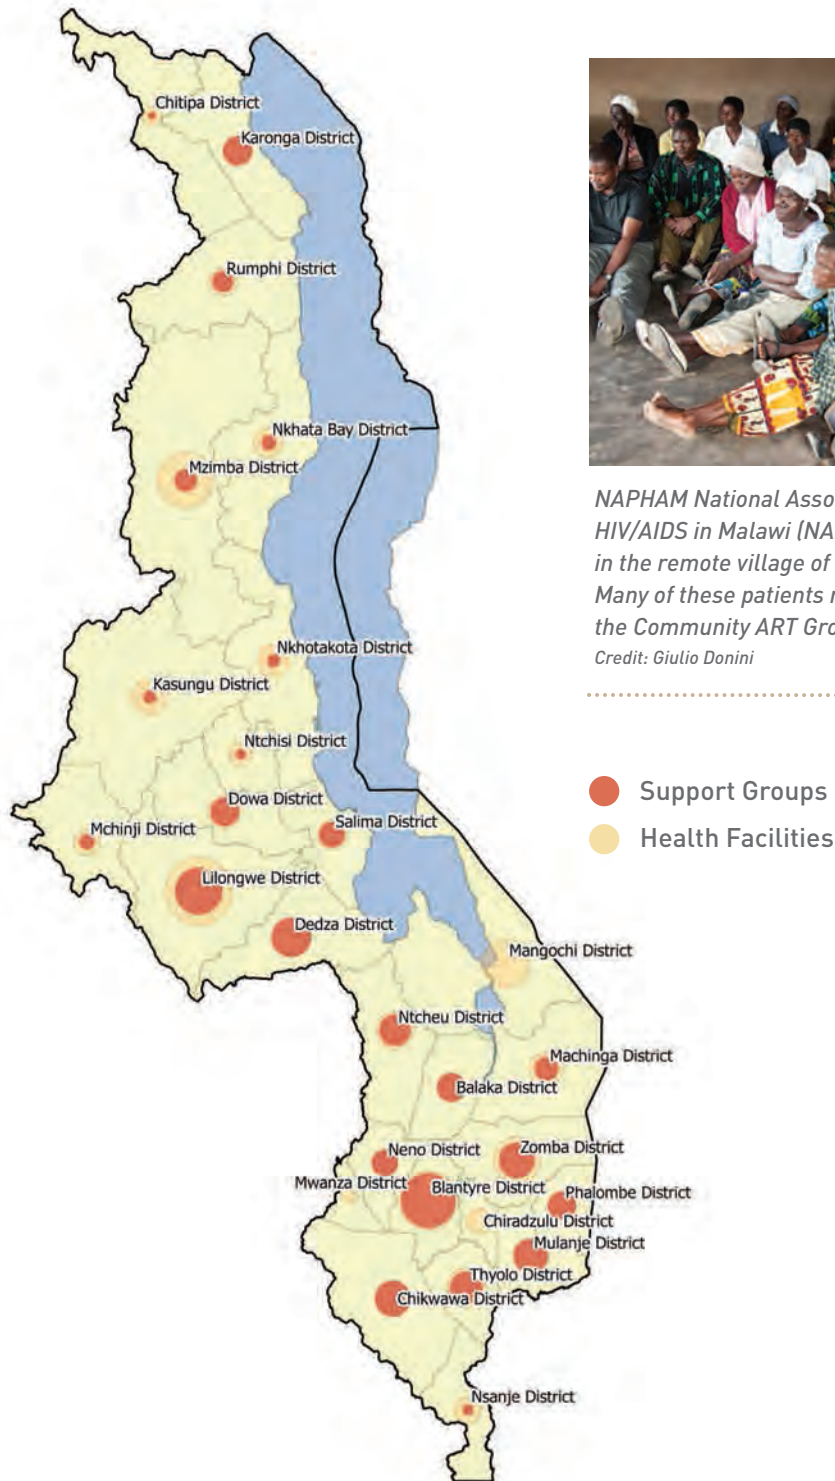 Chitipa District
Karonga District
Rumphi District
Nkhata Bay District
Mzimba District
Nkhotakota District
Kasungu District
Ntchisi District
Dowa District
Salima District
Mchinji District
Lilongwe District
Dedza District
Mangochi District
Ntcheu District
Machinga District
Balaka District
Neno District
Zomba District
Mwanza District
Blantyre District
Phalombe District
Chiradzulu District
Mulanje District
Thyolo District
Chikwawa District
Nsanje District
NAPHAM National Asso
HIV/AIDS in Malawi (NA
in the remote village of
Many of these patients
the Community ART Gro
Credit: Giulio Donini
Support Groups
Health Facilities